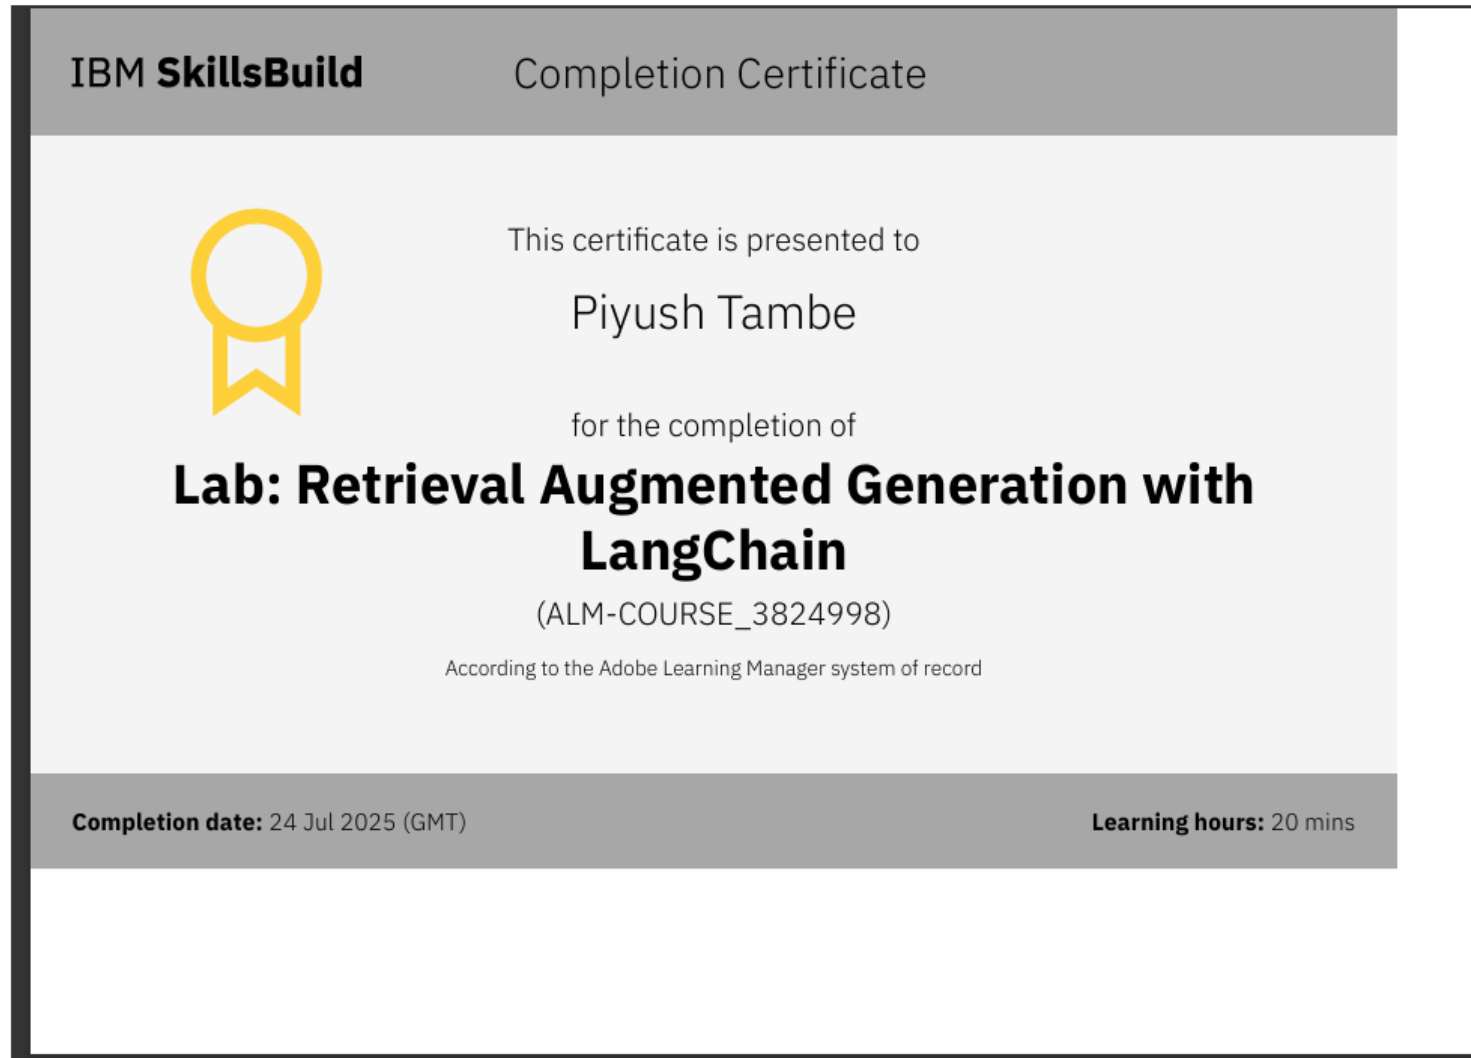 IBM SkillsBuild
Completion Certificate
This certificate is presented to
Piyush Tambe
for the completion of
Lab: Retrieval Augmented Generation with
LangChain
(ALM-COURSE_3824998)
According to the Adobe Learning Manager system of record
Completion date: 24 Jul 2025 (GMT)
Learning hours: 20 mins